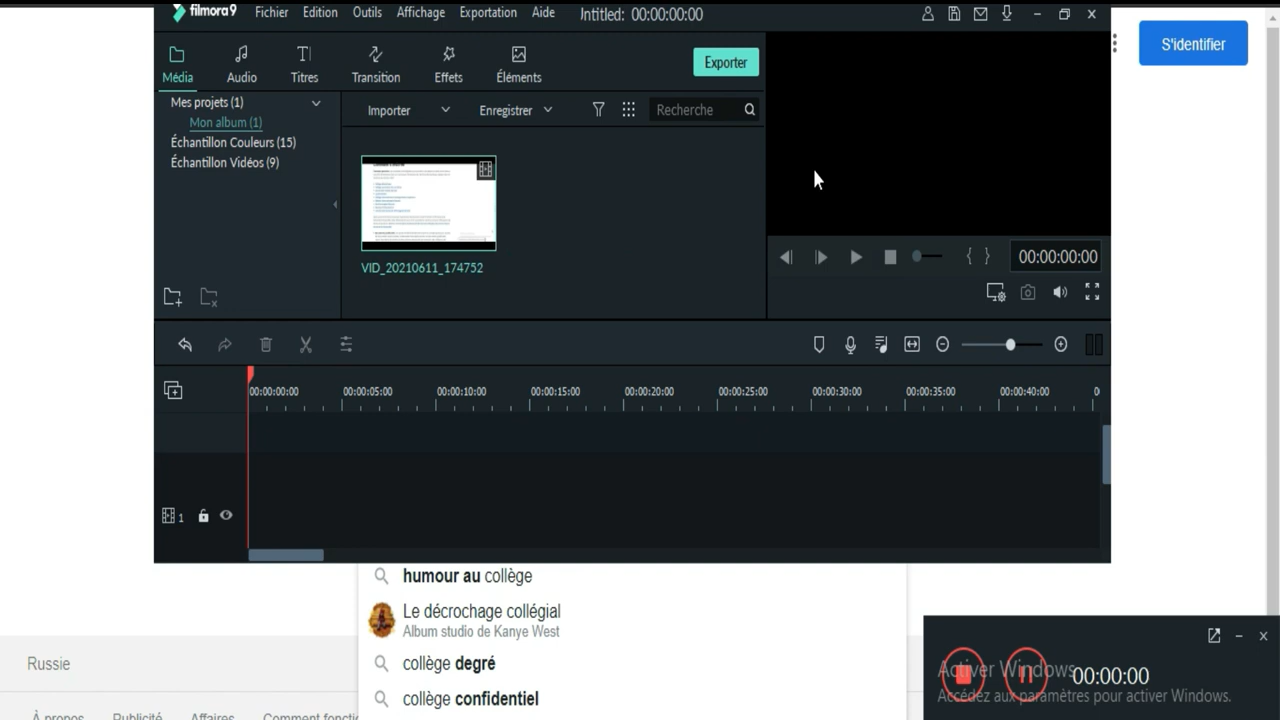 filmora9 Fichier Edition Outils Affichage Exportation Aide Intitled: 00:00:00:00
S'identifier
Média Audio Titres Transition Effets Éléments Exporter
Mes projets (1) Importer Enregistrer Recherche
Mon album (1)
Échantillon Couleurs (15)
Échantillon Vidéos (9)
VID_20210611_174752
00:00:00:00
00:00:00:00 00:00:05:00 00:00:10:00 00:00:15:00 00:00:20:00 00:00:25:00 00:00:30:00 00:00:35:00 00:00:40:00
1
humour au collège
Le décrochage collégial
Album studio de Kanye West
Russie
collège degré
collège confidentiel
À propos Publicité Affaires
Activer Windows
00:00:00
Accédez aux paramètres pour activer Windows.